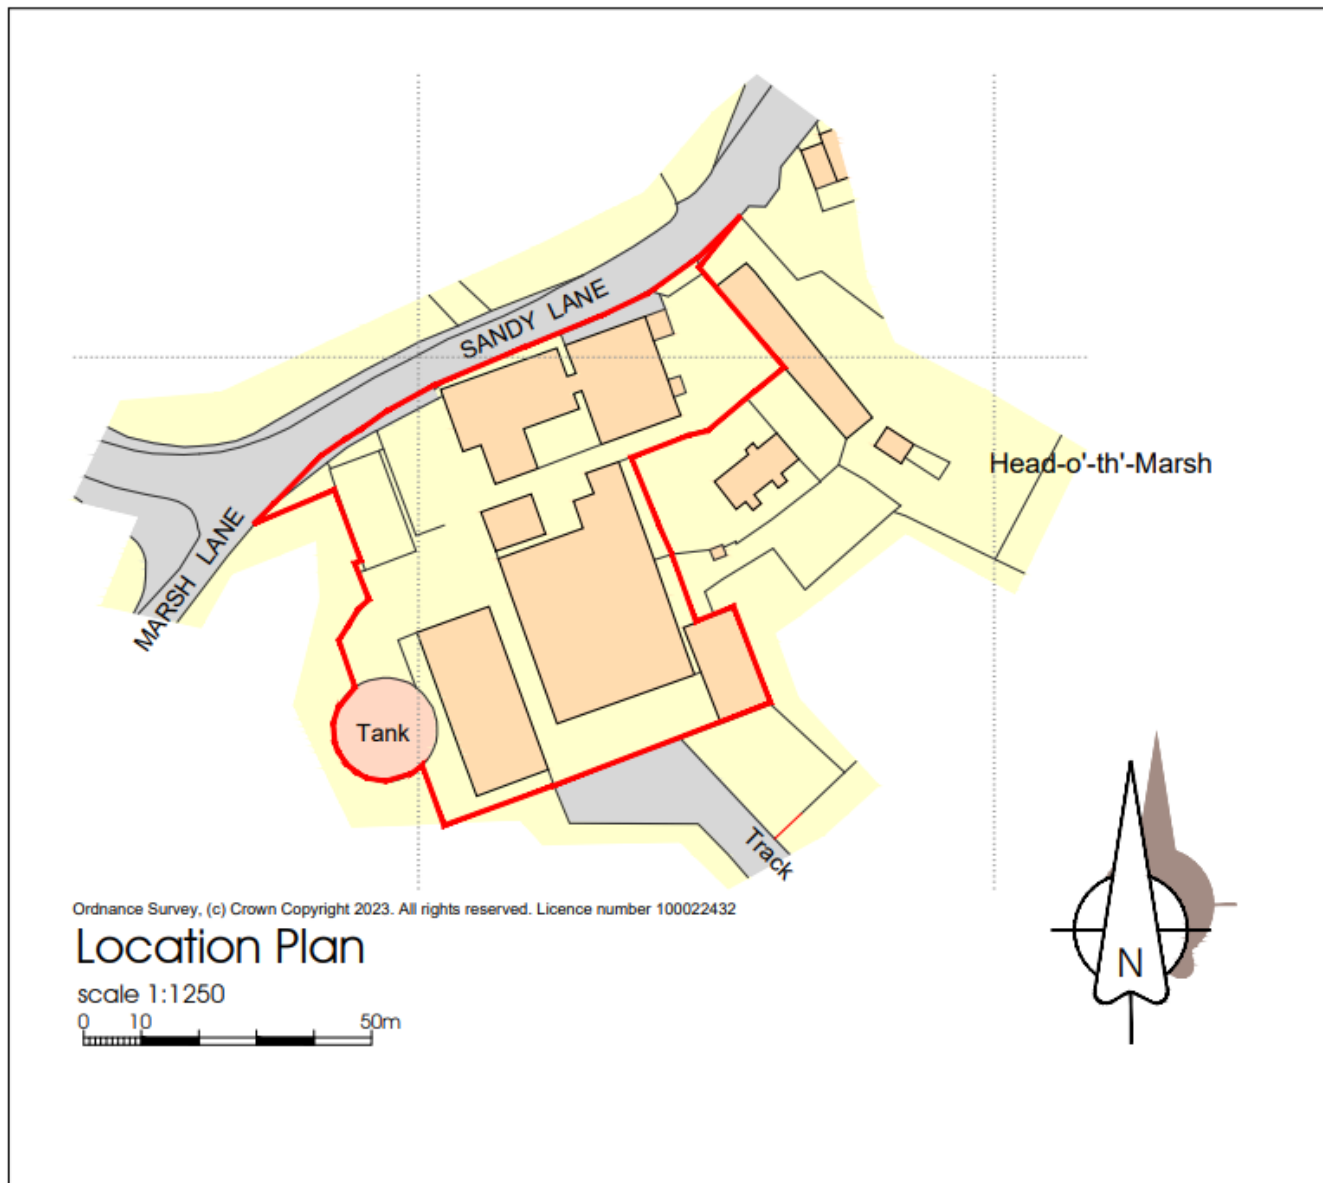 SANDY LANE
Head-o'-th'-Marsh
MARSH LANE
Tank
Track
Ordnance Survey, (c) Crown Copyright 2023. All rights reserved. Licence number 100022432
Location Plan
scale 1:1250
0 10 50m
N